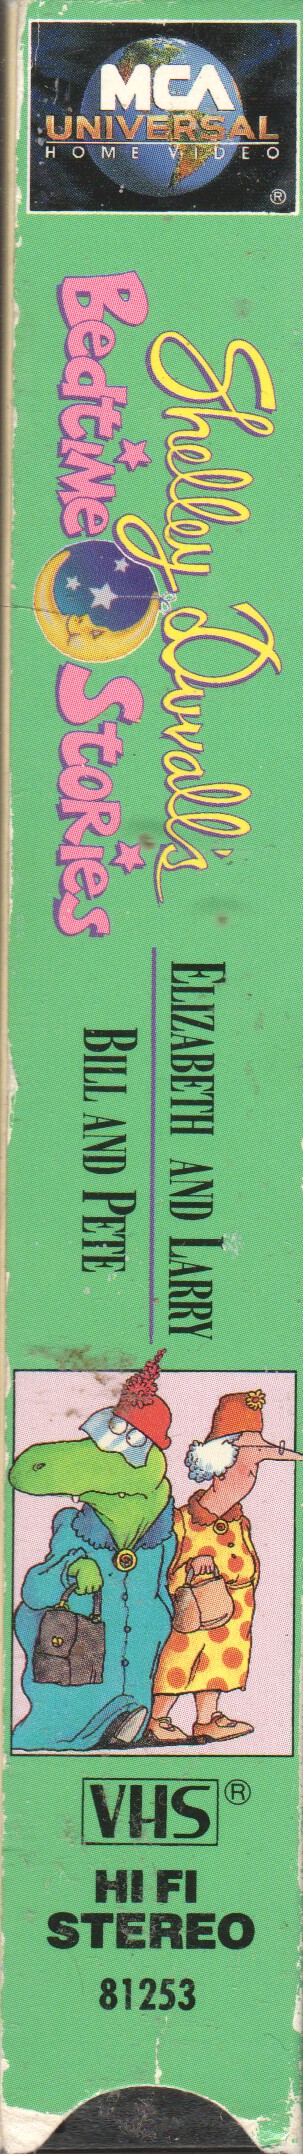 MCA
UNIVERSAL
HOME VIDEO
®
Shelley Duvall's
Bedtime Stories
ELIZABETH AND LARRY
BILL AND PETE
VHS®
HI FI
STEREO
81253